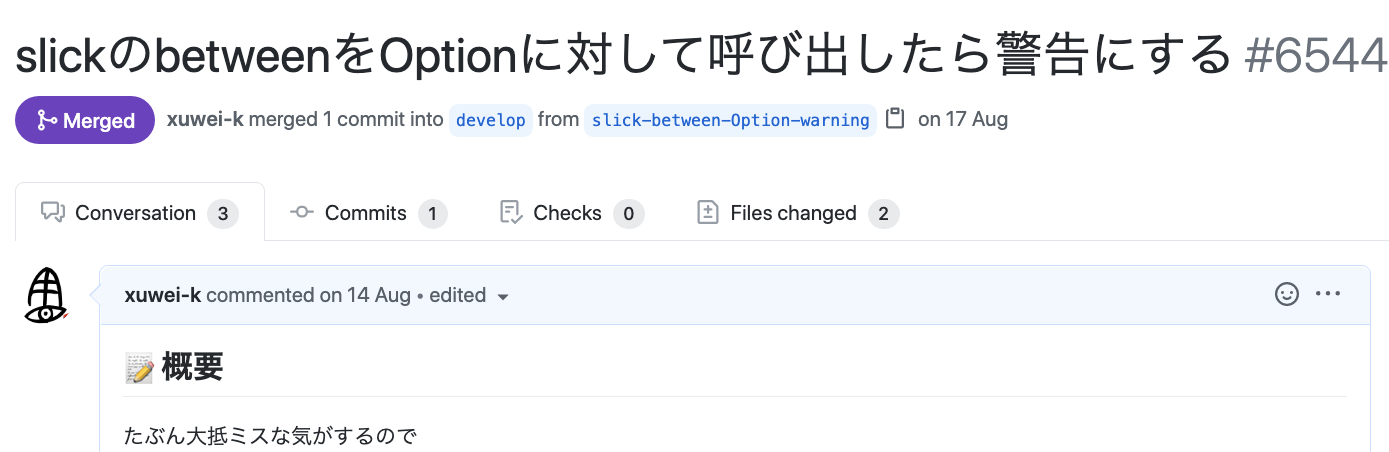 slickのbetweenをOptionに対して呼び出したら警告にする #6544
Merged xuwei-k merged 1 commit into develop from slick-between-Option-warning on 17 Aug
Conversation 3 Commits 1 Checks 0 Files changed 2
xuwei-k commented on 14 Aug • edited
📝 概要
たぶん大抵ミスな気がするので